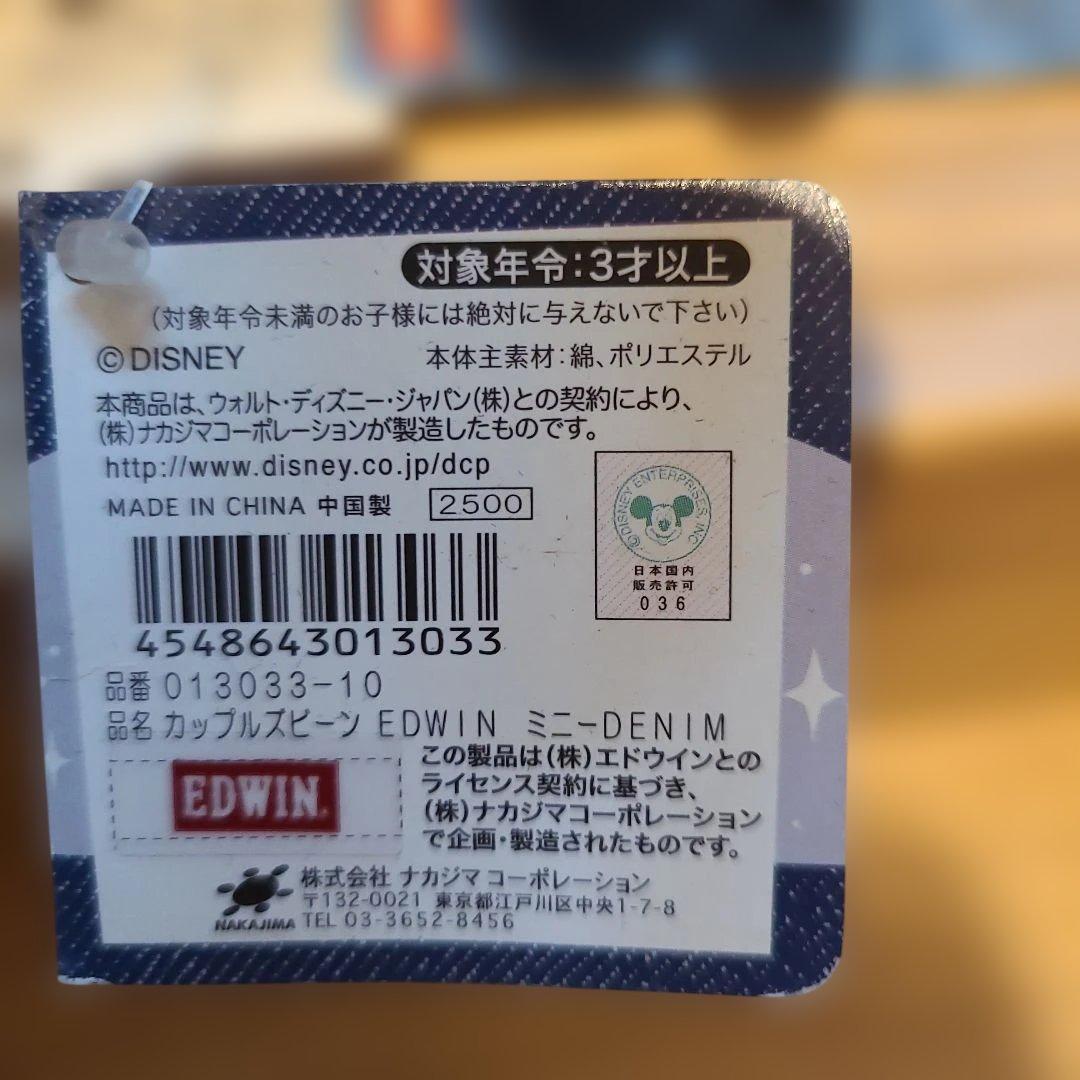 対象年令:3才以上
(対象年令未満のお子様には絶対に与えないで下さい)
©DISNEY 本体主素材:綿、ポリエステル
本商品は、ウォルト・ディズニー・ジャパン(株)との契約により、
(株)ナカジマコーポレーションが製造したものです。
http://www.disney.co.jp/dcp
MADE IN CHINA 中国製 2500
©DISNEY ENTERPRISES INC
日本国内
販売許可
036
4548643013033
品番 013033-10
品名 カップルズビーン EDWIN ミニーDENIM
EDWIN
この製品は(株)エドウインとの
ライセンス契約に基づき、
(株)ナカジマコーポレーション
で企画・製造されたものです。
NAKAJIMA
株式会社 ナカジマ コーポレーション
〒132-0021 東京都江戸川区中央1-7-8
TEL 03-3652-8456